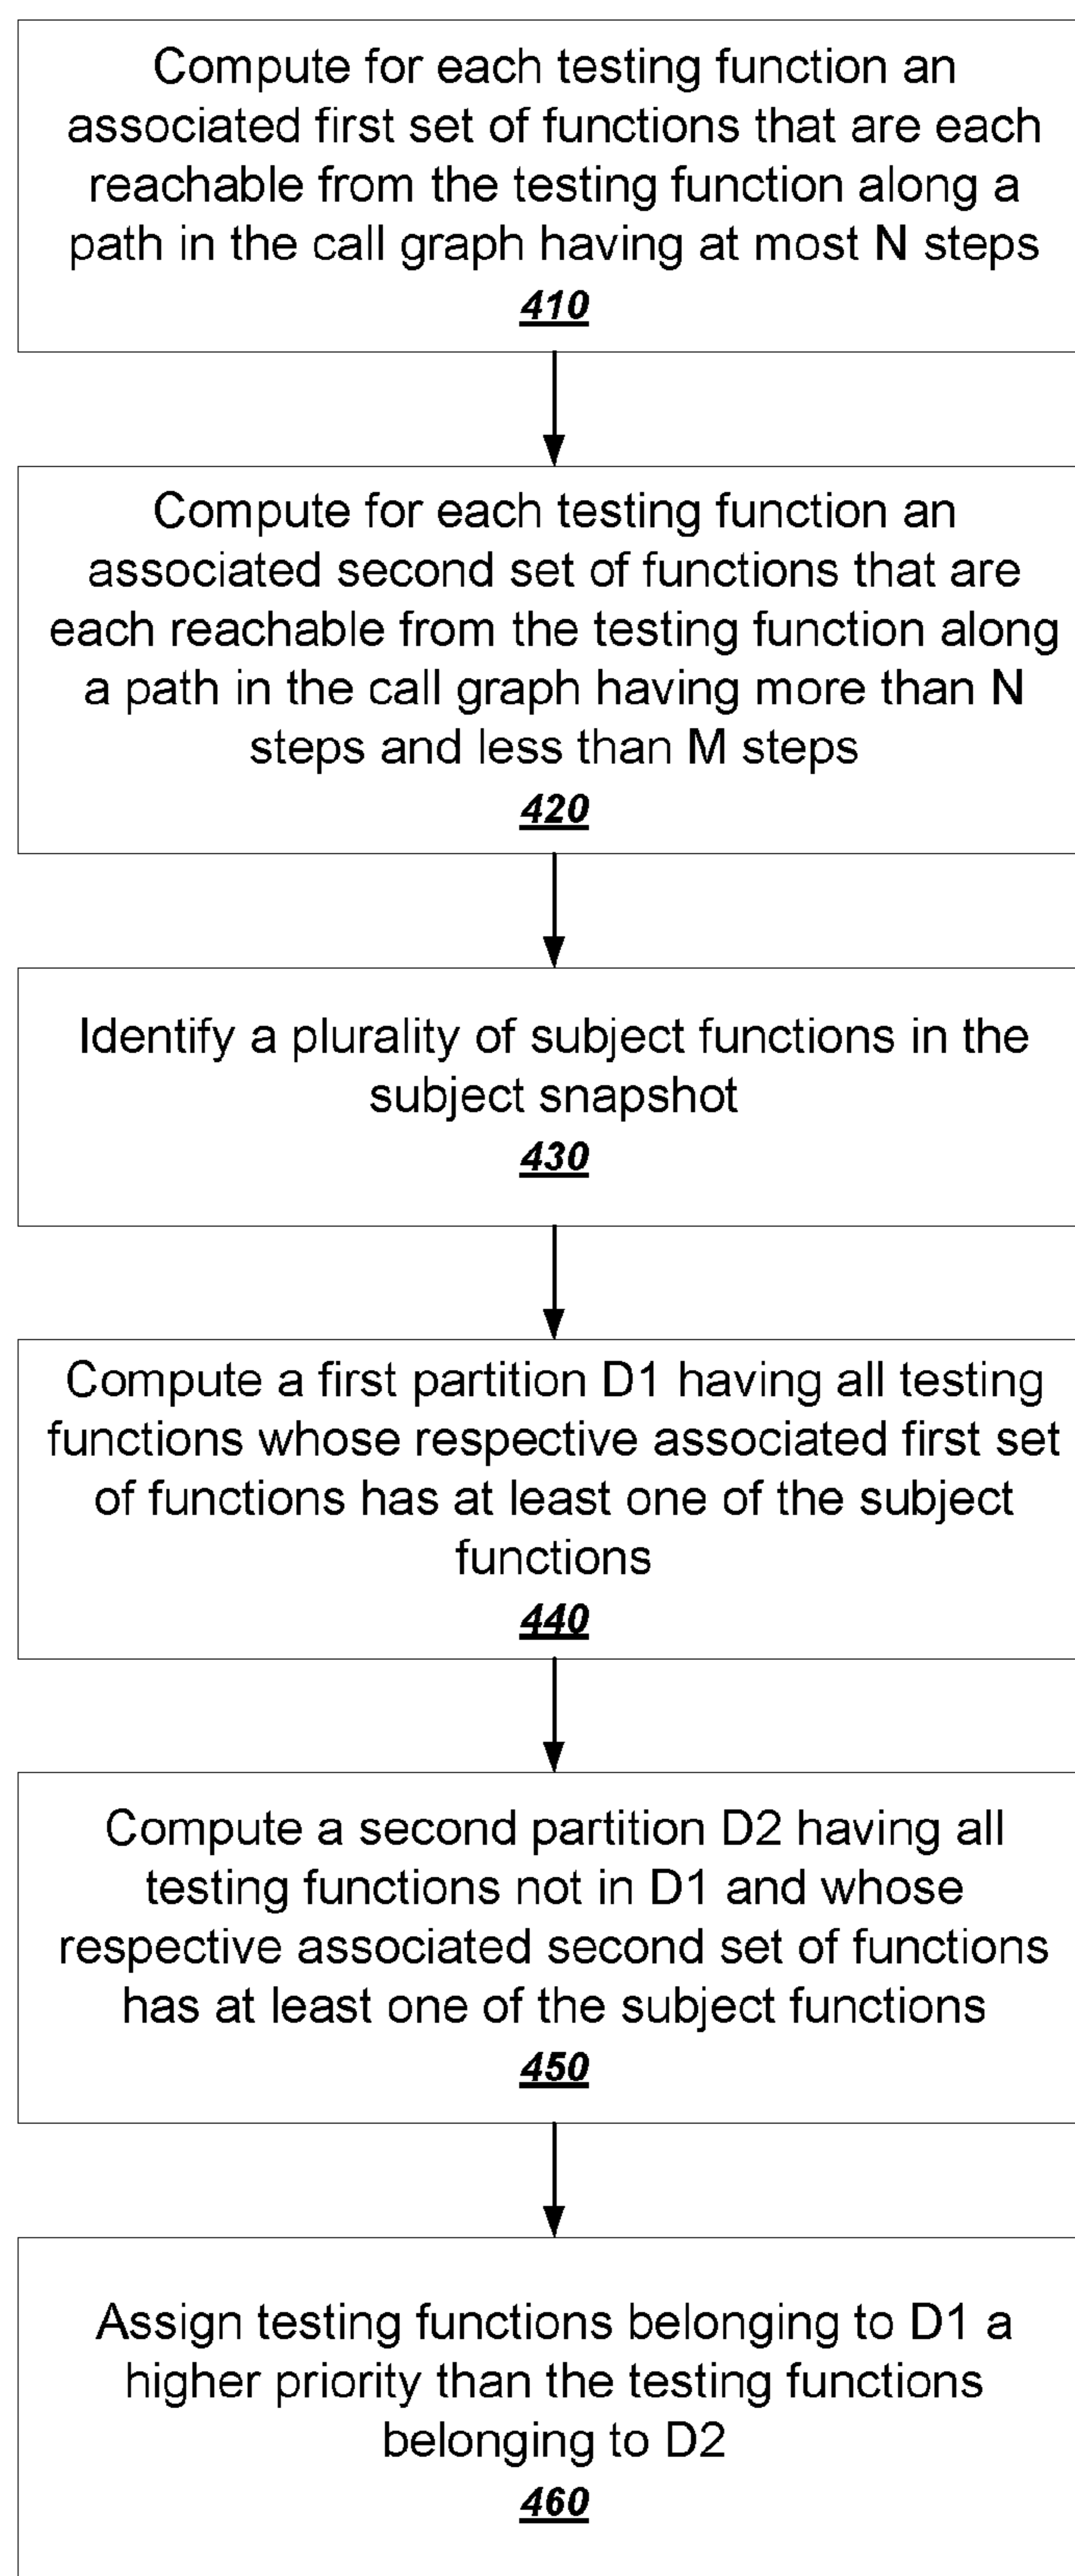 Compute for each testing function an
associated first set of functions that are each
reachable from the testing function along a
path in the call graph having at most N steps
410
Compute for each testing function an
associated second set of functions that are
each reachable from the testing function along
a path in the call graph having more than N
steps and less than M steps
420
Identify a plurality of subject functions in the
subject snapshot
430
Compute a first partition D1 having all testing
functions whose respective associated first set
of functions has at least one of the subject
functions
440
Compute a second partition D2 having all
testing functions not in D1 and whose
respective associated second set of functions
has at least one of the subject functions
450
Assign testing functions belonging to D1 a
higher priority than the testing functions
belonging to D2
460